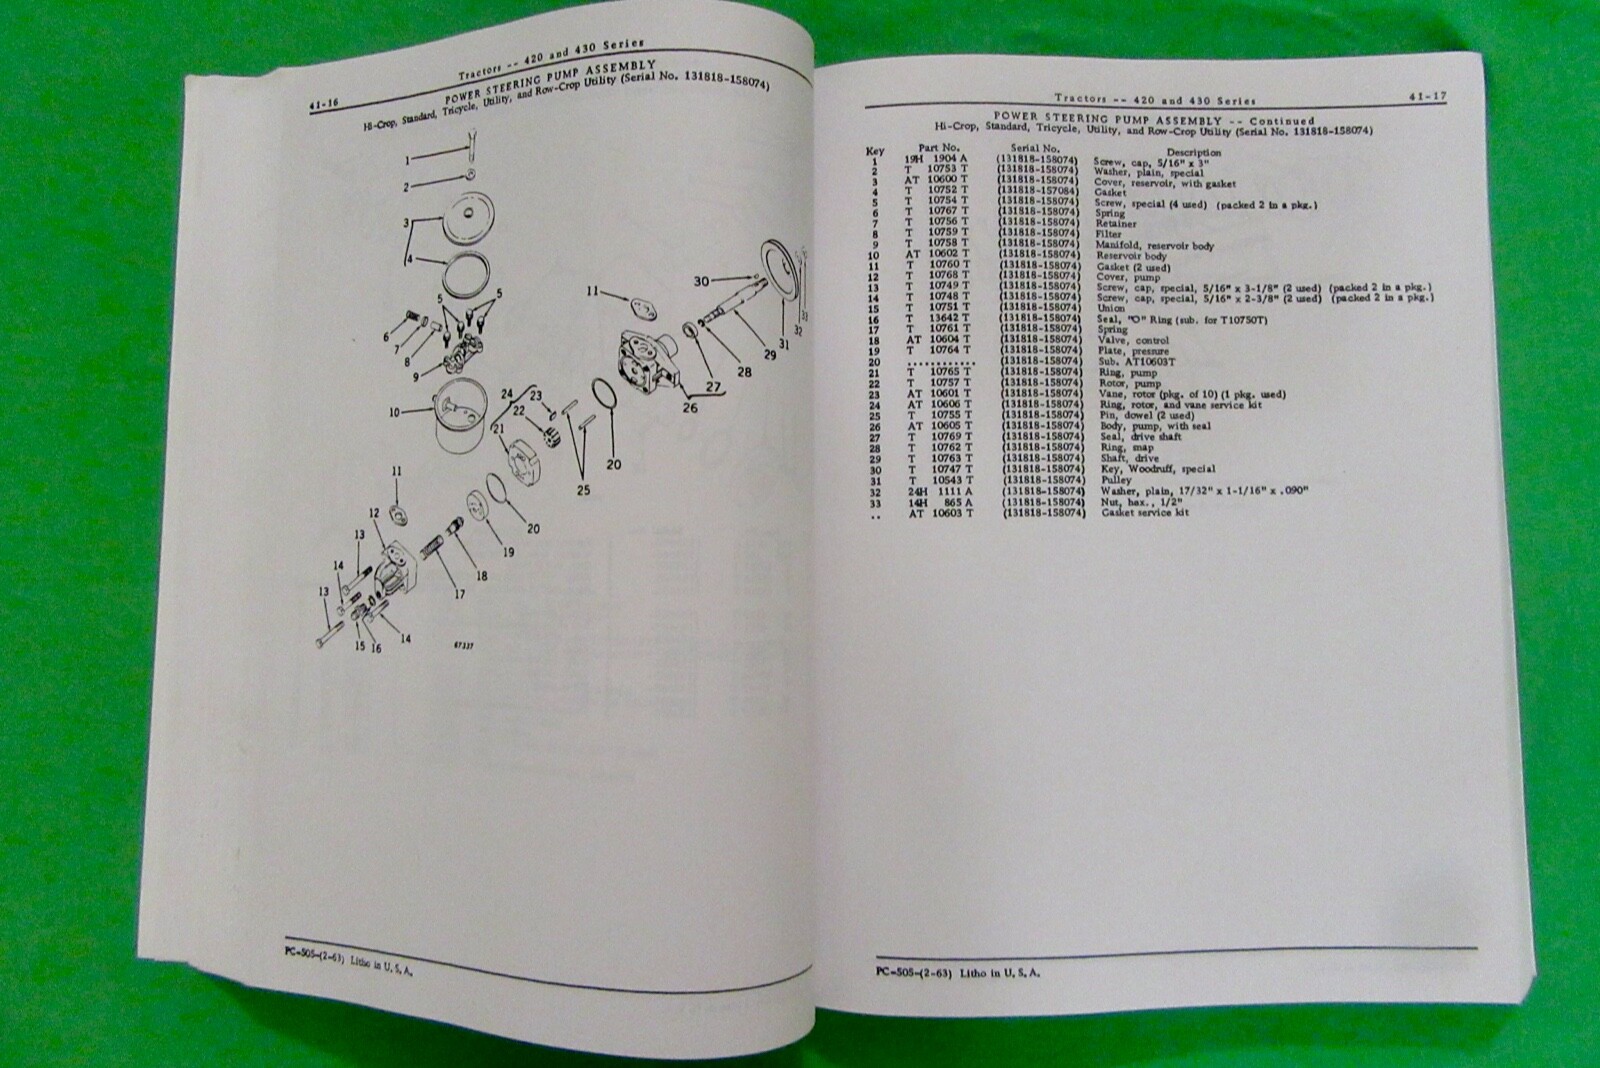 Tractors -- 420 and 430 Series
41-16
POWER STEERING PUMP ASSEMBLY
Hi-Crop, Standard, Tricycle, Utility, and Row-Crop Utility (Serial No. 131818-158074)
1
2
3
4
5
5
6
7
8
9
10
11
30
31
32
33
29
28
27
26
24
23
22
21
20
25
11
12
13
14
13
20
19
18
17
14
15 16
67337
PC-505-(2-63) Litho in U.S.A.
Tractors -- 420 and 430 Series
41-17
POWER STEERING PUMP ASSEMBLY -- Continued
Hi-Crop, Standard, Tricycle, Utility, and Row-Crop Utility (Serial No. 131818-158074)
Key Part No. Serial No. Description
1 19H 1904 A (131818-158074) Screw, cap, 5/16" x 3"
2 T 10753 T (131818-158074) Washer, plain, special
3 AT 10600 T (131818-158074) Cover, reservoir, with gasket
4 T 10752 T (131818-157084) Gasket
5 T 10754 T (131818-158074) Screw, special (4 used) (packed 2 in a pkg.)
6 T 10767 T (131818-158074) Spring
7 T 10756 T (131818-158074) Retainer
8 T 10759 T (131818-158074) Filter
9 T 10758 T (131818-158074) Manifold, reservoir body
10 AT 10602 T (131818-158074) Reservoir body
11 T 10760 T (131818-158074) Gasket (2 used)
12 T 10768 T (131818-158074) Cover, pump
13 T 10749 T (131818-158074) Screw, cap, special, 5/16" x 3-1/8" (2 used) (packed 2 in a pkg.)
14 T 10748 T (131818-158074) Screw, cap, special, 5/16" x 2-3/8" (2 used) (packed 2 in a pkg.)
15 T 10751 T (131818-158074) Union
16 T 13642 T (131818-158074) Seal, "O" Ring (sub. for T10750T)
17 T 10761 T (131818-158074) Spring
18 AT 10604 T (131818-158074) Valve, control
19 T 10764 T (131818-158074) Plate, presnure
20 ............ (131818-158074) Sub. AT10603T
21 T 10765 T (131818-158074) Ring, pump
22 T 10757 T (131818-158074) Rotor, pump
23 AT 10601 T (131818-158074) Vane, rotor (pkg. of 10) (1 pkg. used)
24 AT 10606 T (131818-158074) Ring, rotor, and vane service kit
25 T 10755 T (131818-158074) Pin, dowel (2 used)
26 AT 10605 T (131818-158074) Body, pump, with seal
27 T 10769 T (131818-158074) Seal, drive shaft
28 T 10762 T (131818-158074) Ring, map
29 T 10763 T (131818-158074) Shaft, drive
30 T 10747 T (131818-158074) Key, Woodruff, special
31 T 10543 T (131818-158074) Pulley
32 24H 1111 A (131818-158074) Washer, plain, 17/32" x 1-1/16" x .090"
33 14H 865 A (131818-158074) Nut, hex., 1/2"
.. AT 10603 T (131818-158074) Gasket service kit
PC-505-(2-63) Litho in U.S.A.